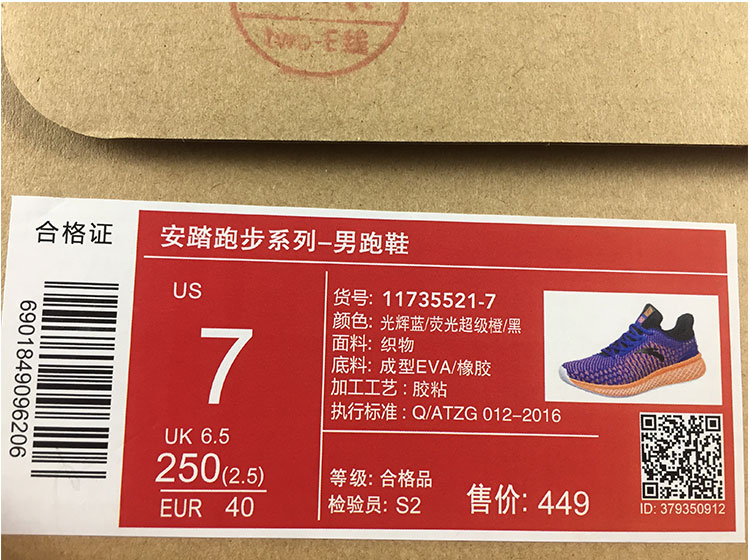 E线
合格证
6901849096206
安踏跑步系列-男跑鞋
US
7
UK 6.5
250(2.5)
EUR 40
货号: 11735521-7
颜色: 光辉蓝/荧光超级橙/黑
面料: 织物
底料: 成型EVA/橡胶
加工工艺: 胶粘
执行标准: Q/ATZG 012-2016
等级: 合格品
检验员: S2
售价: 449
ID: 379350912